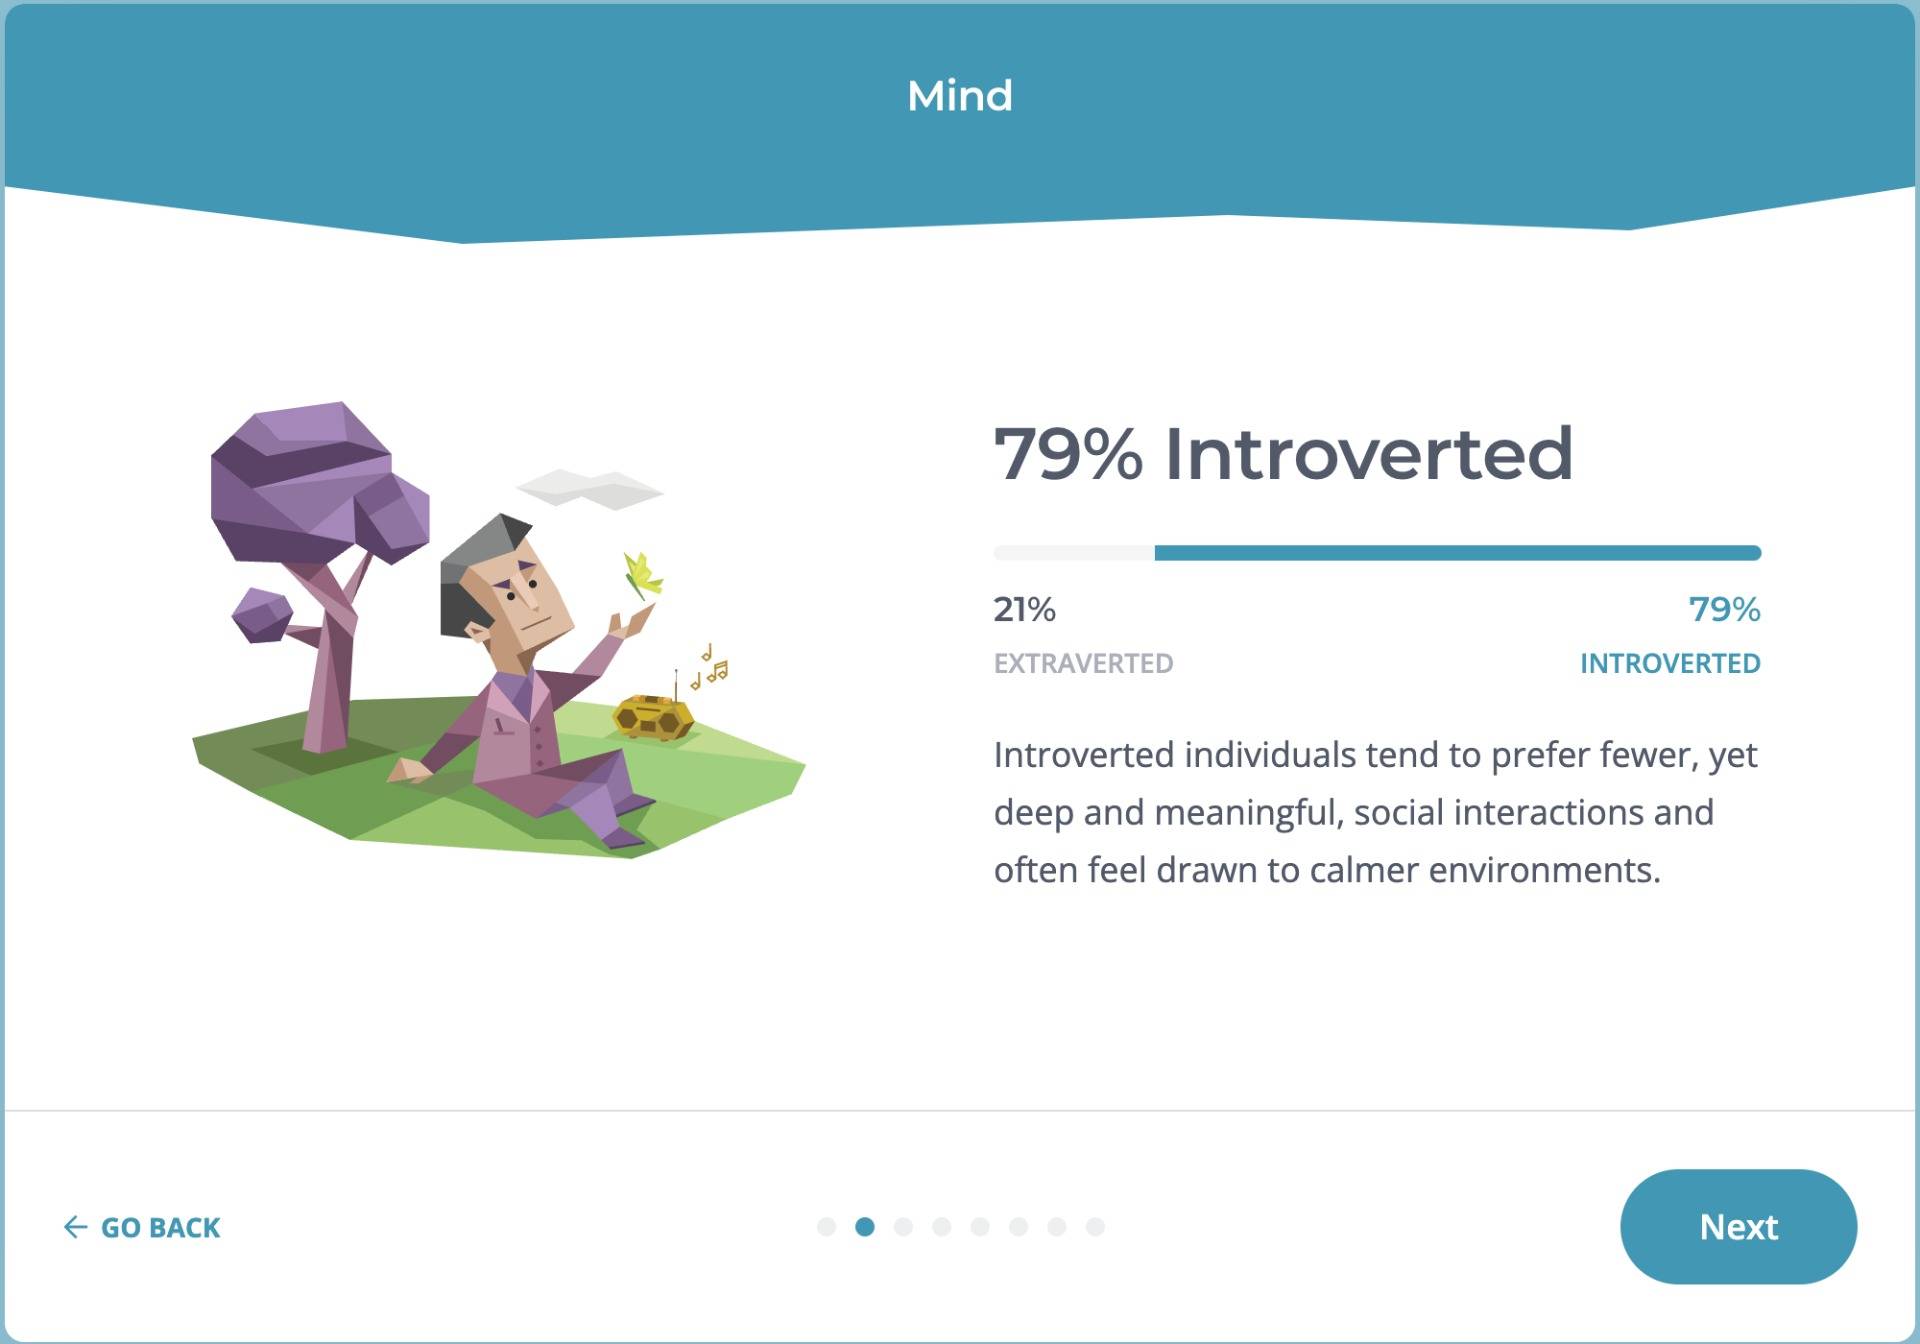 Mind
79% Introverted
21%
79%
EXTRAVERTED
INTROVERTED
Introverted individuals tend to prefer fewer, yet
deep and meaningful, social interactions and
often feel drawn to calmer environments.
GO BACK
Next